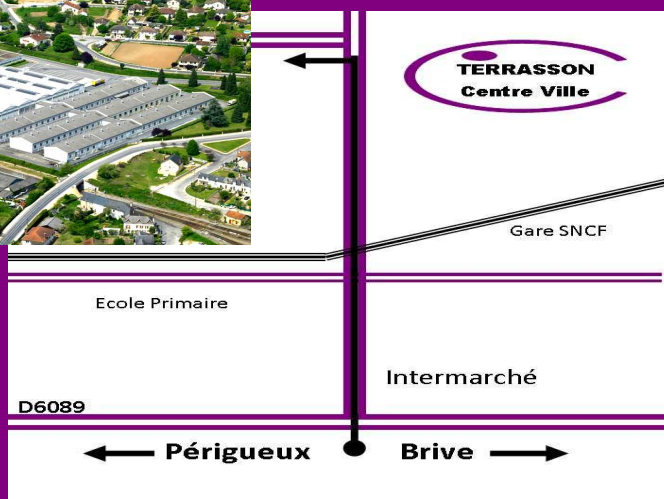 TERRASSON
Centre Ville
Gare SNCF
Ecole Primaire
Intermarché
D6089
Périgueux
Brive